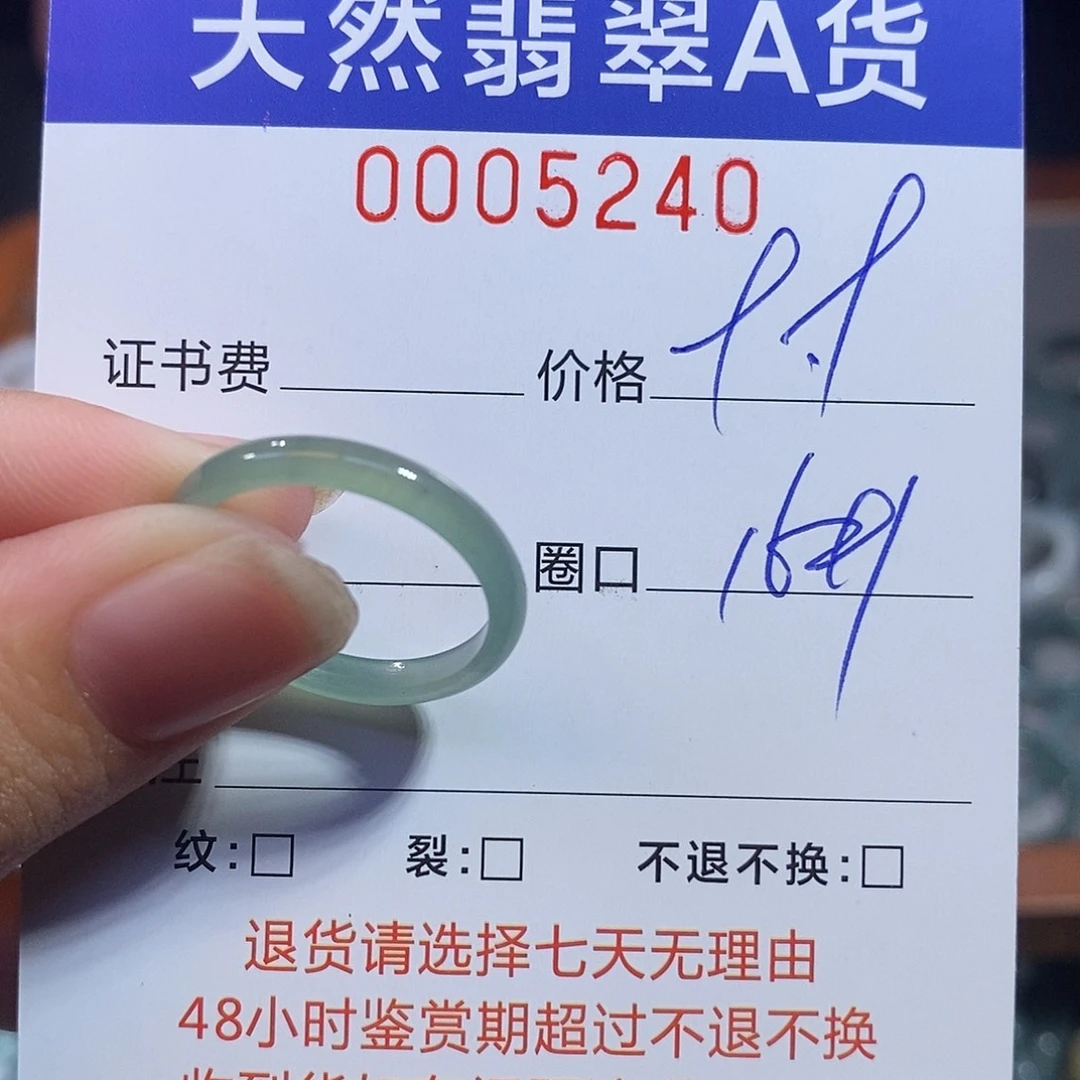 天然翡翠A货
0005240
证书费 价格
圈口
纹:□ 裂:□ 不退不换:□
退货请选择七天无理由
48小时鉴赏期超过不退不换